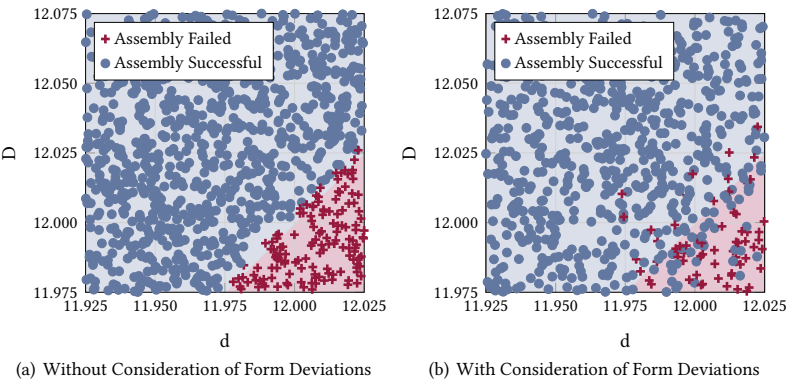 12.075
12.050
12.025
12.000
11.975
D
Assembly Failed
Assembly Successful
11.925 11.950 11.975 12.000 12.025
d
(a) Without Consideration of Form Deviations
12.075
12.050
12.025
12.000
11.975
D
Assembly Failed
Assembly Successful
11.925 11.950 11.975 12.000 12.025
d
(b) With Consideration of Form Deviations